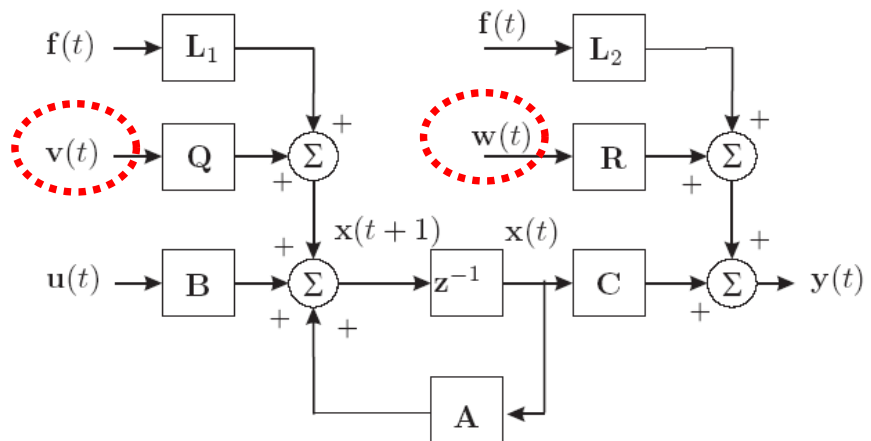 f(t) L₁ f(t) L₂
+ +
v(t) Q Σ w(t) R Σ
+ +
x(t + 1) x(t)
+ +
u(t) B Σ z⁻¹ C Σ y(t)
+ + +
A